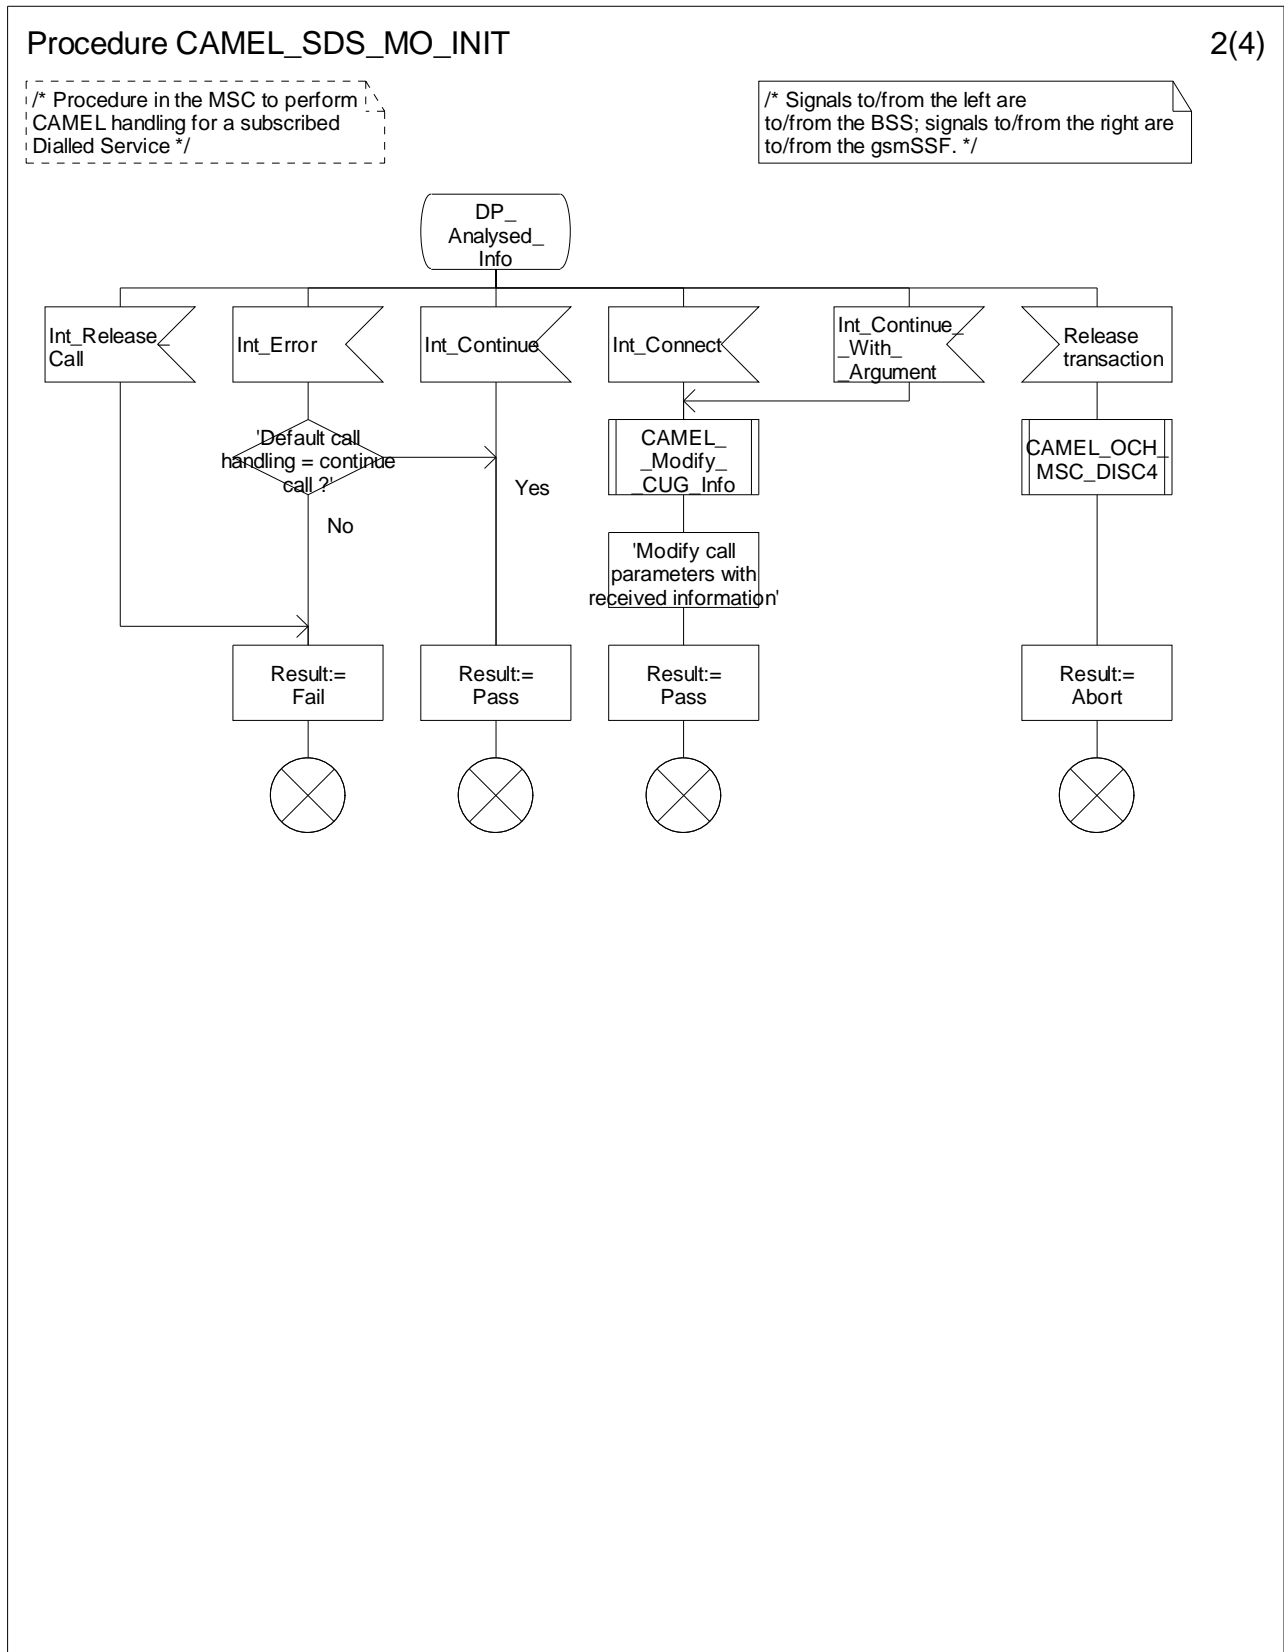 Procedure CAMEL_SDS_MO_INIT
2(4)
/* Procedure in the MSC to perform
CAMEL handling for a subscribed
Dialled Service */
/* Signals to/from the left are
to/from the BSS; signals to/from the right are
to/from the gsmSSF. */
DP_
Analysed_
Info
Int_Release_
Call
Int_Error
Int_Continue
Int_Connect
Int_Continue_
_With_
_Argument
Release
transaction
'Default call
handling = continue
call ?'
Yes
No
CAMEL_
_Modify_
_CUG_Info
CAMEL_OCH_
MSC_DISC4
'Modify call
parameters with
received information'
Result:=
Fail
Result:=
Pass
Result:=
Pass
Result:=
Abort